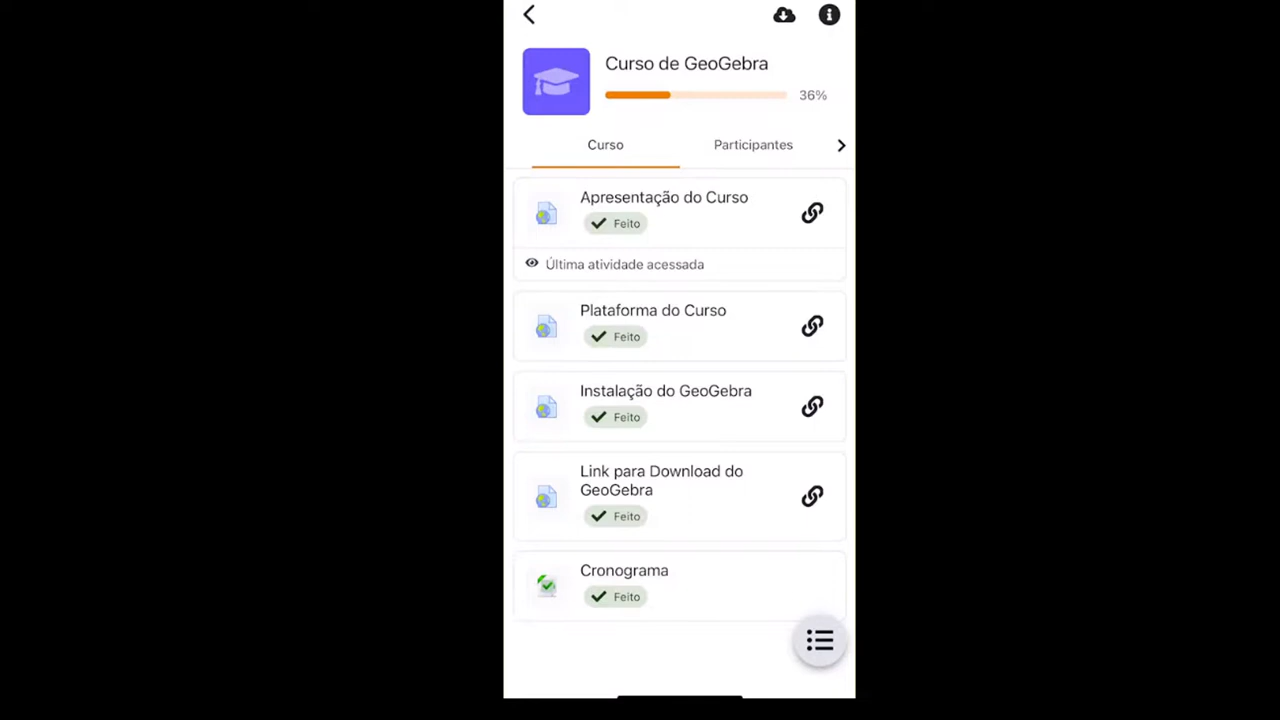 Curso de GeoGebra
36%
Curso
Participantes
Apresentação do Curso
Feito
Última atividade acessada
Plataforma do Curso
Feito
Instalação do GeoGebra
Feito
Link para Download do
GeoGebra
Feito
Cronograma
Feito